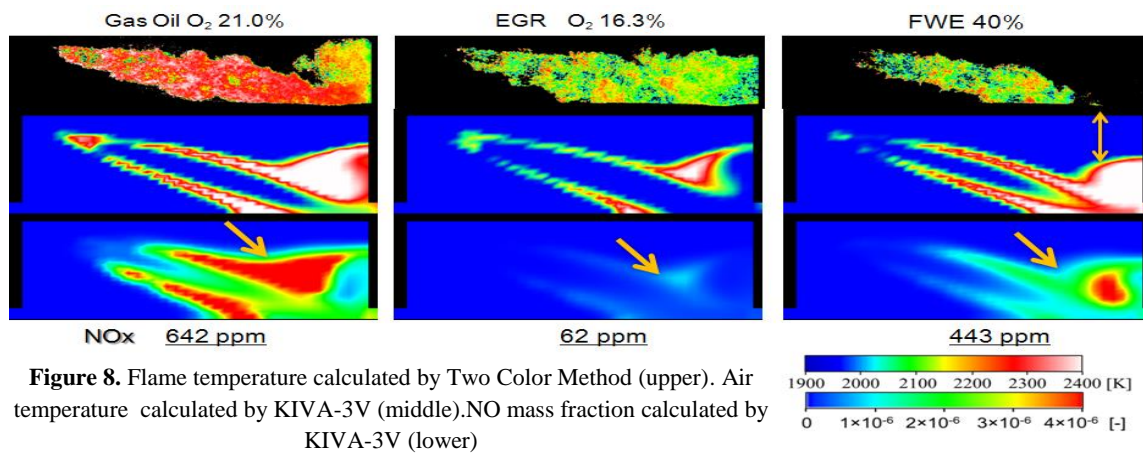 Gas Oil O₂ 21.0%
EGR O₂ 16.3%
FWE 40%
NOx 642 ppm
62 ppm
443 ppm
1900 2000 2100 2200 2300 2400 [K]
0 1×10⁻⁶ 2×10⁻⁶ 3×10⁻⁶ 4×10⁻⁶ [-]
Figure 8. Flame temperature calculated by Two Color Method (upper). Air
temperature calculated by KIVA-3V (middle).NO mass fraction calculated by
KIVA-3V (lower)